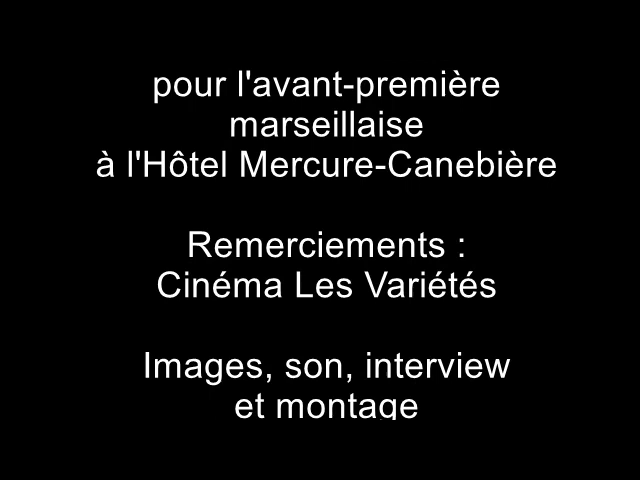 pour l'avant-première
marseillaise
à l'Hôtel Mercure-Canebière
Remerciements :
Cinéma Les Variétés
Images, son, interview
et montage